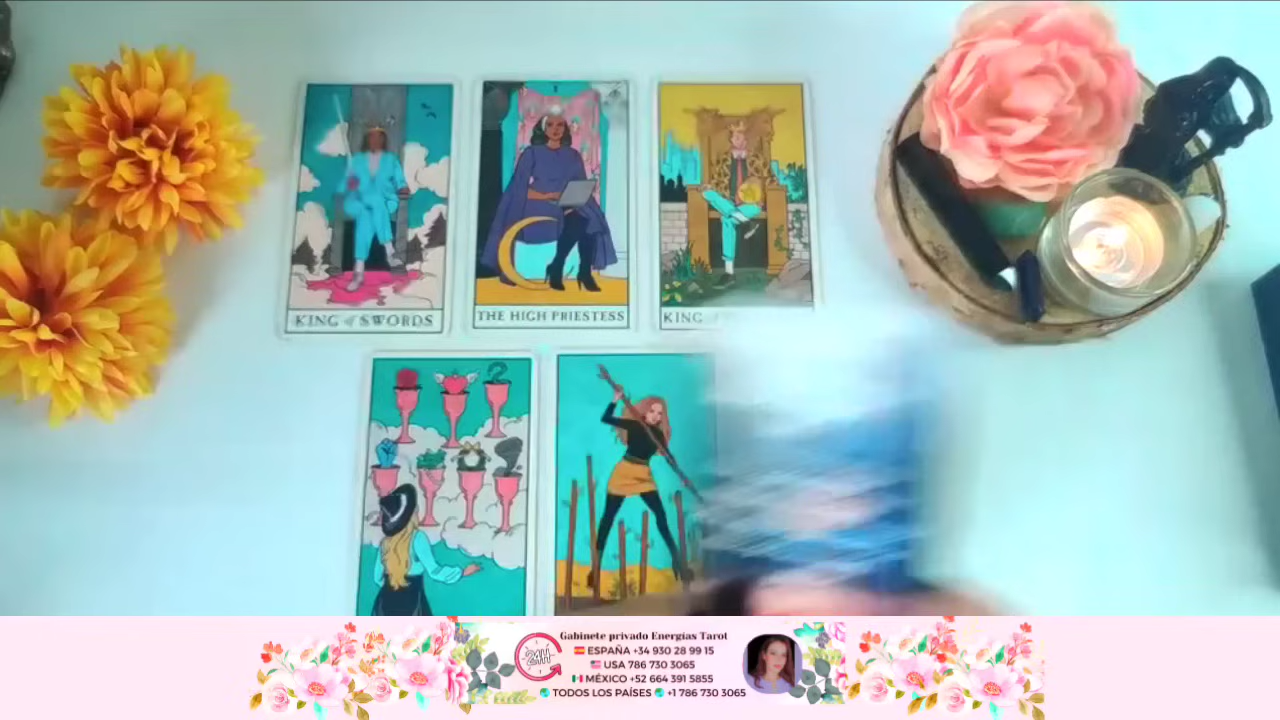 KING of SWORDS
THE HIGH PRIESTESS
KING
Gabinete privado Energías Tarot
24H
ESPAÑA +34 930 28 99 15
USA 786 730 3065
MÉXICO +52 664 391 5855
TODOS LOS PAÍSES +1 786 730 3065